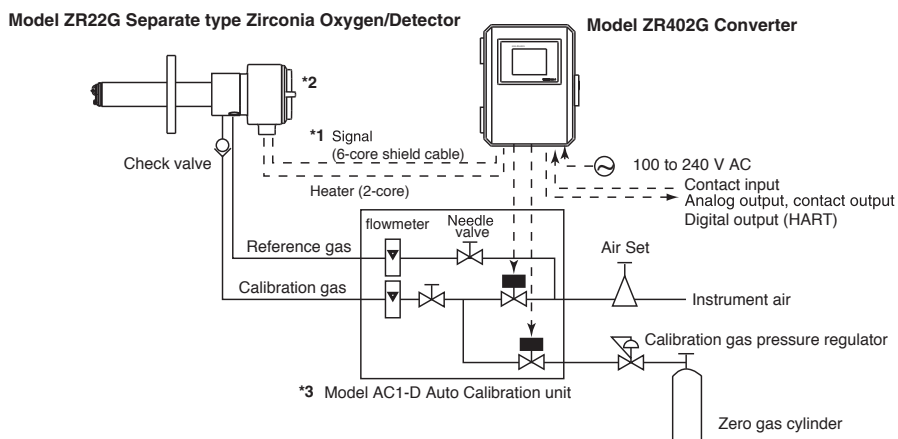 Model ZR22G Separate type Zirconia Oxygen/Detector
Model ZR402G Converter
*2
*1 Signal
(6-core shield cable)
Check valve
Heater (2-core)
100 to 240 V AC
Contact input
Analog output, contact output
Digital output (HART)
flowmeter
Needle
valve
Reference gas
Air Set
Calibration gas
Instrument air
Calibration gas pressure regulator
*3 Model AC1-D Auto Calibration unit
Zero gas cylinder